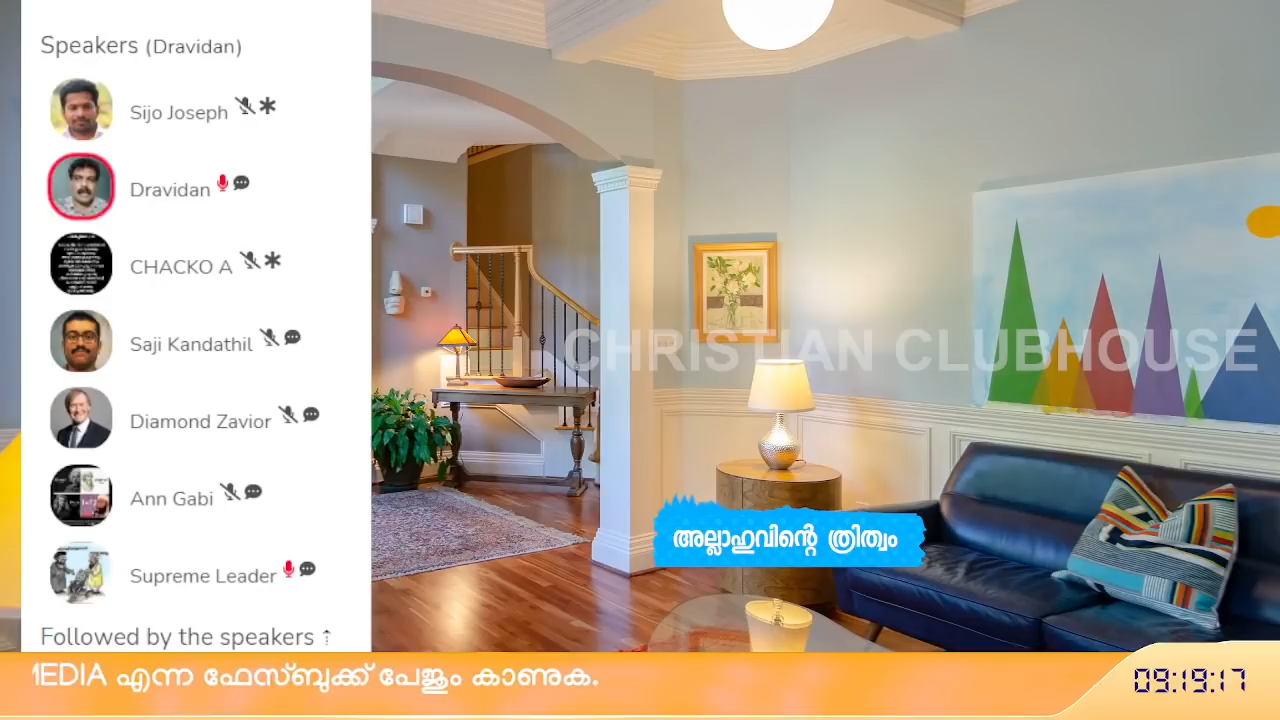 Speakers (Dravidan)
Sijo Joseph
Dravidan
CHACKO A
Saji Kandathil
Diamond Zavior
Ann Gabi
Supreme Leader
Followed by the speakers
CHRISTIAN CLUBHOUSE
അല്ലാഹുവിന്റെ ത്രിത്വം
MEDIA എന്ന ഫേസ്ബുക്ക് പേജും കാണുക.
09:19:17